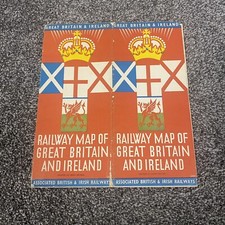 GREAT BRITAIN & IRELAND
RAILWAY MAP OF
GREAT BRITAIN
AND IRELAND
ASSOCIATED BRITISH & IRISH RAILWAYS
GREAT BRITAIN & IRELAND
RAILWAY MAP OF
GREAT BRITAIN
AND IRELAND
ASSOCIATED BRITISH & IRISH RAILWAYS